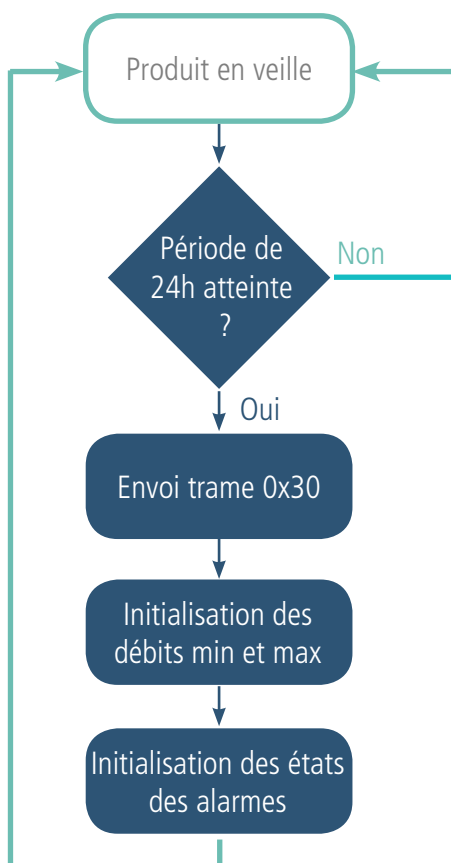 Produit en veille
Période de
24h atteinte
?
Non
Oui
Envoi trame 0x30
Initialisation des
débits min et max
Initialisation des états
des alarmes